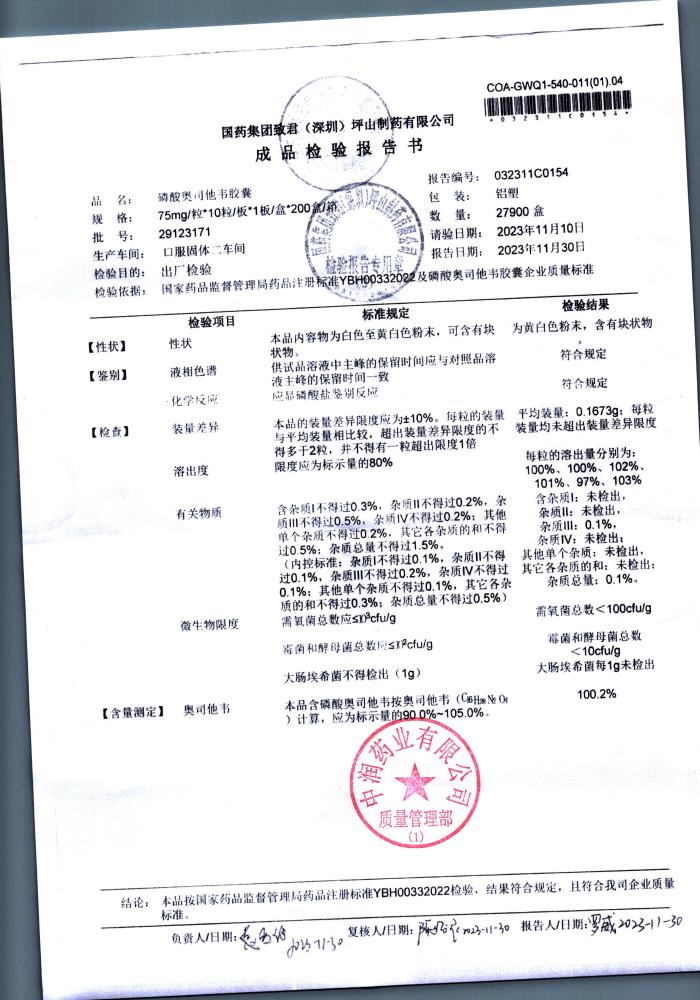 COA-GWQ1-540-011(01).04
*032311C0154*
国药集团致君（深圳）坪山制药有限公司
成品检验报告书
报告编号： 032311C0154
品 名： 磷酸奥司他韦胶囊
包 装： 铝塑
规 格： 75mg/粒*10粒/板*1板/盒*200盒/箱
数 量： 27900 盒
批 号： 29123171
请验日期： 2023年11月10日
生产车间： 口服固体二车间
报告日期： 2023年11月30日
检验目的： 出厂检验
检验依据： 国家药品监督管理局药品注册标准YBH00332022及磷酸奥司他韦胶囊企业质量标准
检验报告专用章
检验项目 标准规定 检验结果
【性状】 性状 本品内容物为白色至黄白色粉末，可含有块状物。 为黄白色粉末，含有块状物。
【鉴别】 液相色谱 供试品溶液中主峰的保留时间应与对照品溶液主峰的保留时间一致 符合规定
化学反应 应显磷酸盐鉴别反应 符合规定
【检查】 装量差异 本品的装量差异限度应为±10%。每粒的装量与平均装量相比较，超出装量差异限度的不得多于2粒，并不得有一粒超出限度1倍 平均装量：0.1673g；每粒装量均未超出装量差异限度
溶出度 限度应为标示量的80% 每粒的溶出量分别为：100%、100%、102%、101%、97%、103%
有关物质 含杂质I不得过0.3%，杂质II不得过0.2%，杂质III不得过0.5%，杂质IV不得过0.2%；其他单个杂质不得过0.2%，其它各杂质的和不得过0.5%；杂质总量不得过1.5%。
（内控标准：杂质I不得过0.1%，杂质II不得过0.1%，杂质III不得过0.2%，杂质IV不得过0.1%；其他单个杂质不得过0.1%，其它各杂质的和不得过0.3%；杂质总量不得过0.5%）
含杂质I：未检出，
杂质II：未检出，
杂质III：0.1%，
杂质IV：未检出；
其他单个杂质：未检出，
其它各杂质的和：未检出；
杂质总量：0.1%。
微生物限度 需氧菌总数应≤10³cfu/g 需氧菌总数＜100cfu/g
霉菌和酵母菌总数应≤10²cfu/g 霉菌和酵母菌总数＜10cfu/g
大肠埃希菌不得检出（1g） 大肠埃希菌每1g未检出
【含量测定】 奥司他韦 本品含磷酸奥司他韦按奥司他韦（C16H28N2O4）计算，应为标示量的90.0%~105.0%。 100.2%
中润药业有限公司
质量管理部
(1)
结论： 本品按国家药品监督管理局药品注册标准YBH00332022检验，结果符合规定，且符合我司企业质量
标准。
负责人/日期： 2023-11-30 复核人/日期： 2023-11-30 报告人/日期： 罗威 2023-11-30